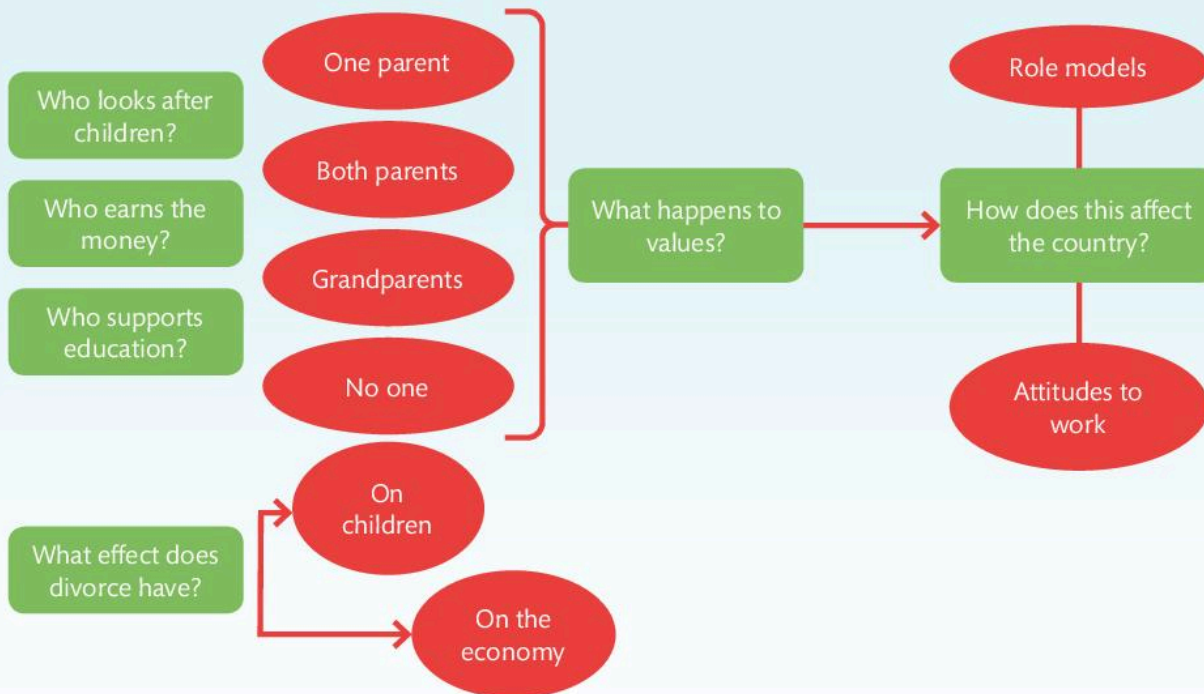 Who looks after
children?
Who earns the
money?
Who supports
education?
One parent
Both parents
Grandparents
No one
What happens to
values?
Role models
How does this affect
the country?
Attitudes to
work
What effect does
divorce have?
On
children
On the
economy